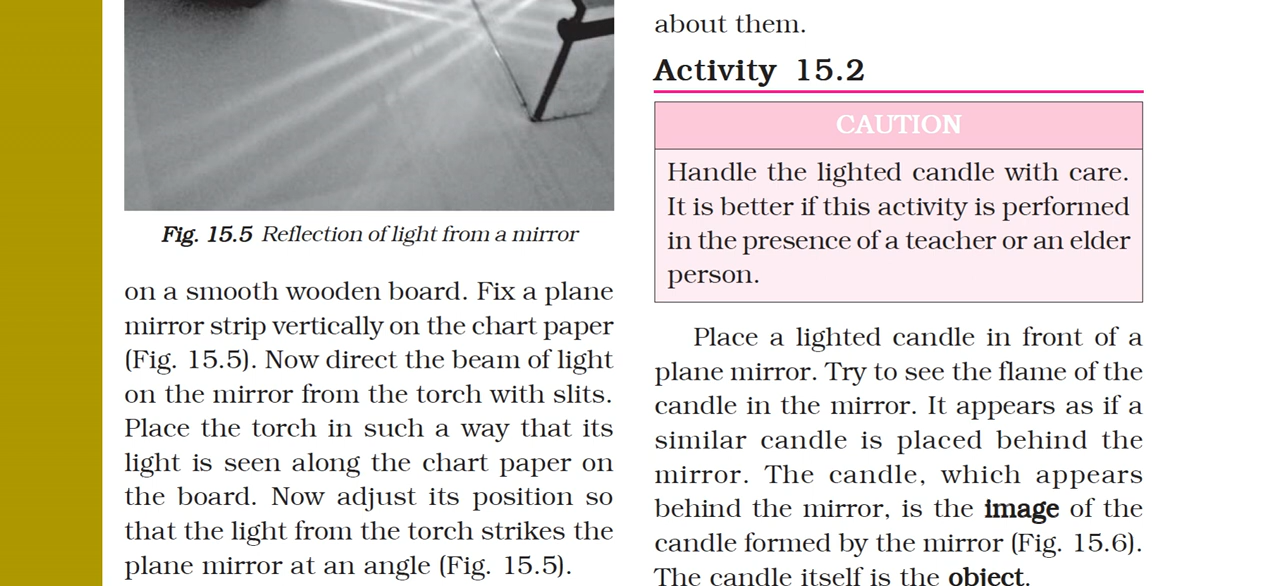 Fig. 15.5 Reflection of light from a mirror
on a smooth wooden board. Fix a plane
mirror strip vertically on the chart paper
(Fig. 15.5). Now direct the beam of light
on the mirror from the torch with slits.
Place the torch in such a way that its
light is seen along the chart paper on
the board. Now adjust its position so
that the light from the torch strikes the
plane mirror at an angle (Fig. 15.5).
about them.
Activity 15.2
CAUTION
Handle the lighted candle with care.
It is better if this activity is performed
in the presence of a teacher or an elder
person.
Place a lighted candle in front of a
plane mirror. Try to see the flame of the
candle in the mirror. It appears as if a
similar candle is placed behind the
mirror. The candle, which appears
behind the mirror, is the image of the
candle formed by the mirror (Fig. 15.6).
The candle itself is the object.